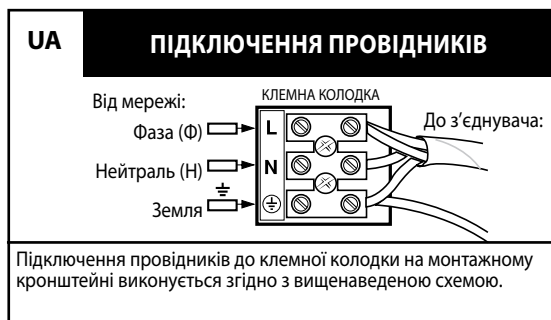 UA
ПІДКЛЮЧЕННЯ ПРОВІДНИКІВ
Від мережі:
КЛЕМНА КОЛОДКА
Фаза (Ф)
L
До з’єднувача:
Нейтраль (Н)
N
Земля
Підключення провідників до клемної колодки на монтажному
кронштейні виконується згідно з вищенаведеною схемою.